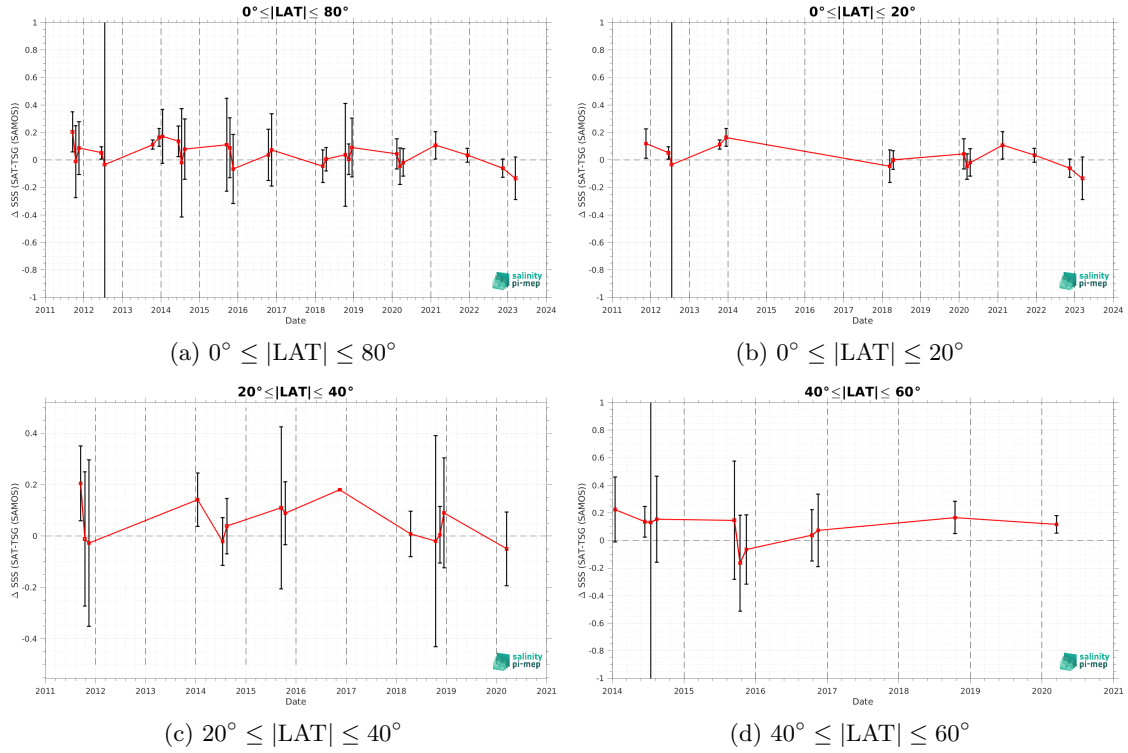 0°≤|LAT|≤ 80°
1
0.8
0.6
0.4
0.2
0
-0.2
-0.4
-0.6
-0.8
-1
Δ SSS (SAT-TSG (SAMOS))
2011 2012 2013 2014 2015 2016 2017 2018 2019 2020 2021 2022 2023 2024
Date
salinity
pi-mep
(a) 0° ≤ |LAT| ≤ 80°
0°≤|LAT|≤ 20°
1
0.8
0.6
0.4
0.2
0
-0.2
-0.4
-0.6
-0.8
-1
Δ SSS (SAT-TSG (SAMOS))
2011 2012 2013 2014 2015 2016 2017 2018 2019 2020 2021 2022 2023 2024
Date
salinity
pi-mep
(b) 0° ≤ |LAT| ≤ 20°
20°≤|LAT|≤ 40°
0.4
0.2
0
-0.2
-0.4
Δ SSS (SAT-TSG (SAMOS))
2011 2012 2013 2014 2015 2016 2017 2018 2019 2020 2021
Date
salinity
pi-mep
(c) 20° ≤ |LAT| ≤ 40°
40°≤|LAT|≤ 60°
1
0.8
0.6
0.4
0.2
0
-0.2
-0.4
-0.6
-0.8
-1
Δ SSS (SAT-TSG (SAMOS))
2014 2015 2016 2017 2018 2019 2020 2021
Date
salinity
pi-mep
(d) 40° ≤ |LAT| ≤ 60°